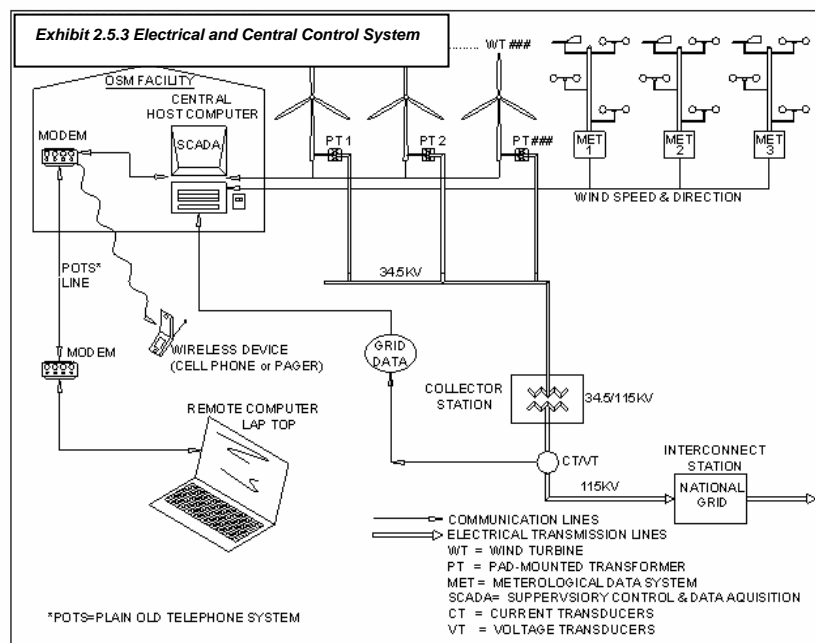 Exhibit 2.5.3 Electrical and Central Control System
......... WT ###
OSM FACILITY
CENTRAL
HOST COMPUTER
MODEM
SCADA
PT 1
PT 2
PT ###
MET
1
MET
2
MET
3
WIND SPEED & DIRECTION
POTS*
LINE
34.5KV
MODEM
WIRELESS DEVICE
(CELL PHONE or PAGER)
GRID
DATA
COLLECTOR
STATION
34.5/115KV
REMOTE COMPUTER
LAP TOP
CT/VT
INTERCONNECT
STATION
115KV
NATIONAL
GRID
COMMUNICATION LINES
ELECTRICAL TRANSMISSION LINES
WT = WIND TURBINE
PT = PAD-MOUNTED TRANSFORMER
MET = METEROLOGICAL DATA SYSTEM
SCADA= SUPPERVSIORY CONTROL & DATA AQUISITION
CT = CURRENT TRANSDUCERS
VT = VOLTAGE TRANSDUCERS
*POTS=PLAIN OLD TELEPHONE SYSTEM